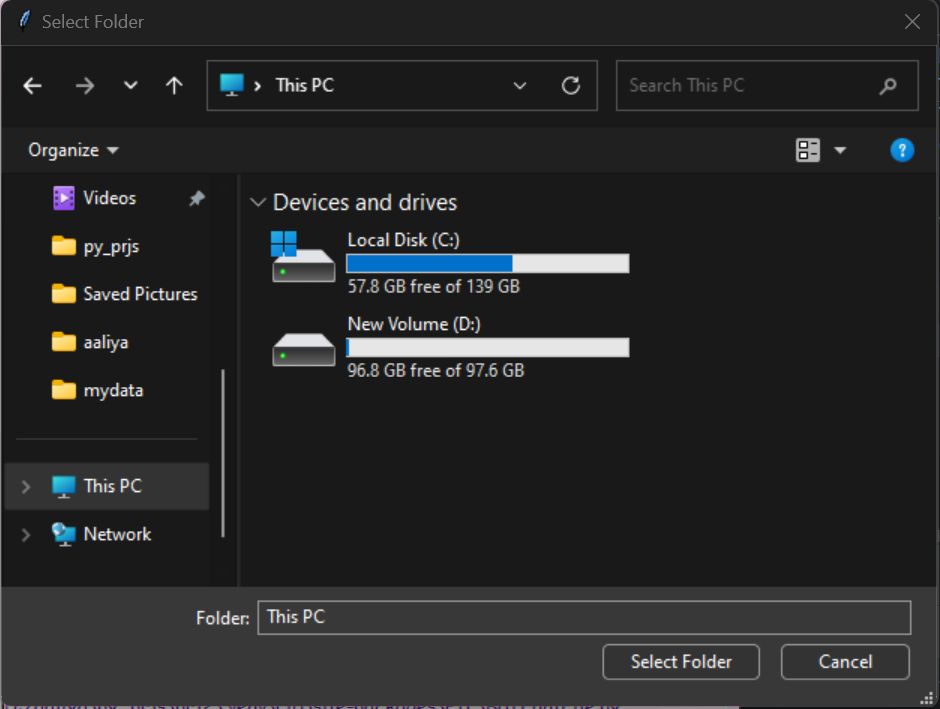 Select Folder
This PC
Search This PC
Organize
Videos
py_prjs
Saved Pictures
aaliya
mydata
This PC
Network
Devices and drives
Local Disk (C:)
57.8 GB free of 139 GB
New Volume (D:)
96.8 GB free of 97.6 GB
Folder: This PC
Select Folder Cancel